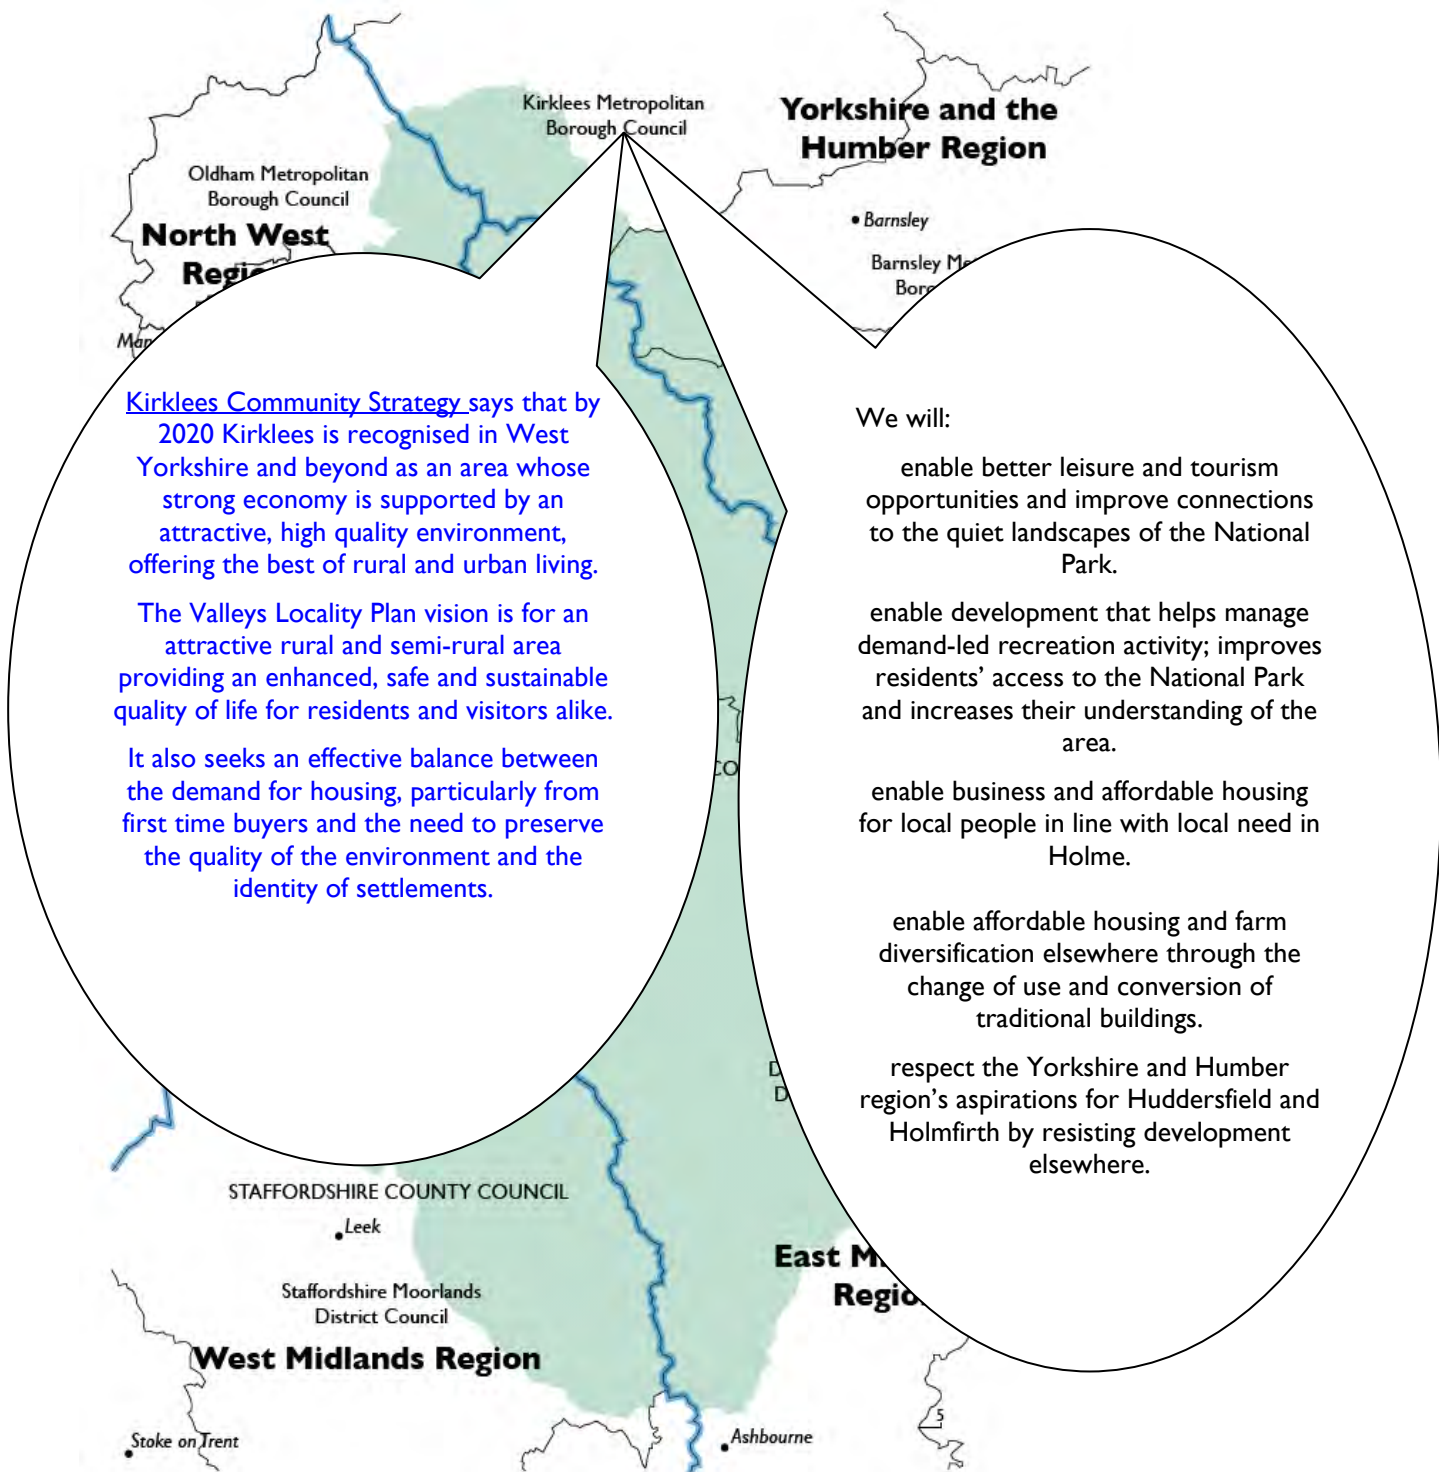 Kirklees Metropolitan
Borough Council
Yorkshire and the
Humber Region
Oldham Metropolitan
Borough Council
North West
Barnsley
Barnsley
Kirklees Community Strategy says that by
2020 Kirklees is recognised in West
Yorkshire and beyond as an area whose
strong economy is supported by an
attractive, high quality environment,
offering the best of rural and urban living.
The Valleys Locality Plan vision is for an
attractive rural and semi-rural area
providing an enhanced, safe and sustainable
quality of life for residents and visitors alike.
It also seeks an effective balance between
the demand for housing, particularly from
first time buyers and the need to preserve
the quality of the environment and the
identity of settlements.
We will:
enable better leisure and tourism
opportunities and improve connections
to the quiet landscapes of the National
Park.
enable development that helps manage
demand-led recreation activity; improves
residents’ access to the National Park
and increases their understanding of the
area.
enable business and affordable housing
for local people in line with local need in
Holme.
enable affordable housing and farm
diversification elsewhere through the
change of use and conversion of
traditional buildings.
respect the Yorkshire and Humber
region’s aspirations for Huddersfield and
Holmfirth by resisting development
elsewhere.
STAFFORDSHIRE COUNTY COUNCIL
Leek
Staffordshire Moorlands
District Council
West Midlands Region
East
Stoke on Trent
Ashbourne
5